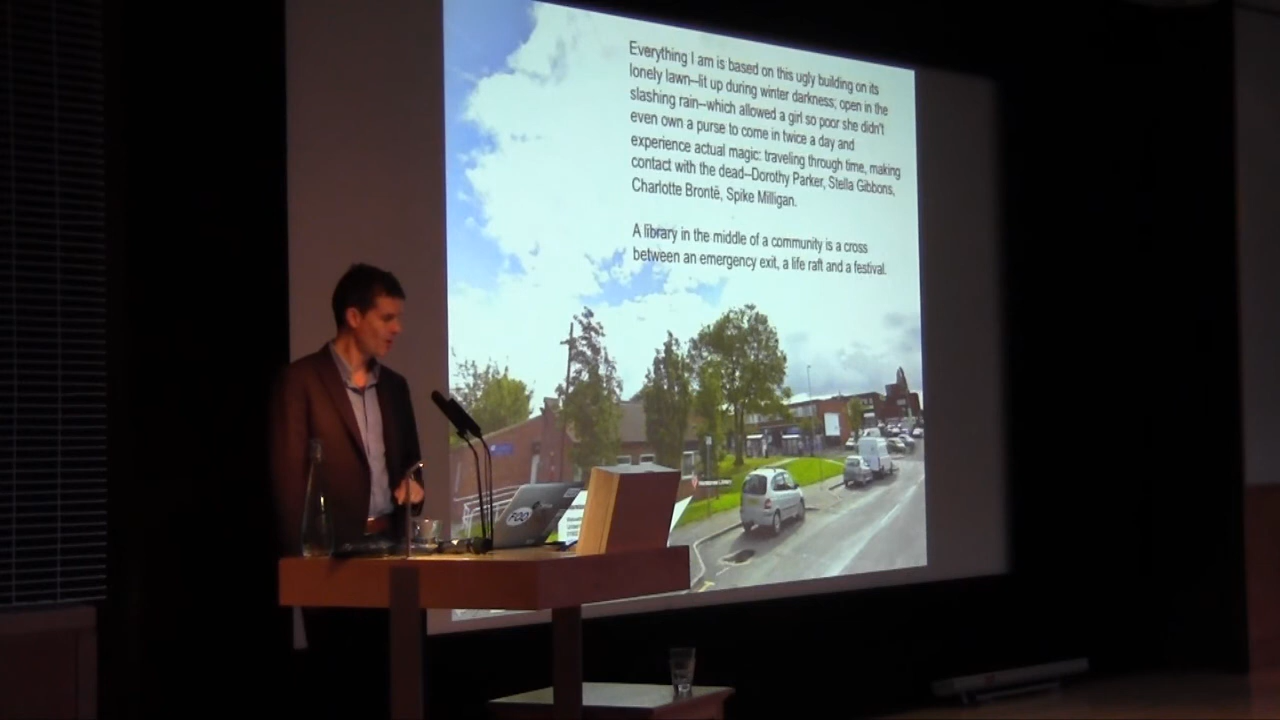 Everything I am is based on this ugly building on its
lonely lawn--lit up during winter darkness; open in the
slashing rain--which allowed a girl so poor she didn't
even own a purse to come in twice a day and
experience actual magic: traveling through time, making
contact with the dead--Dorothy Parker, Stella Gibbons,
Charlotte Brontë, Spike Milligan.
A library in the middle of a community is a cross
between an emergency exit, a life raft and a festival.
FOO